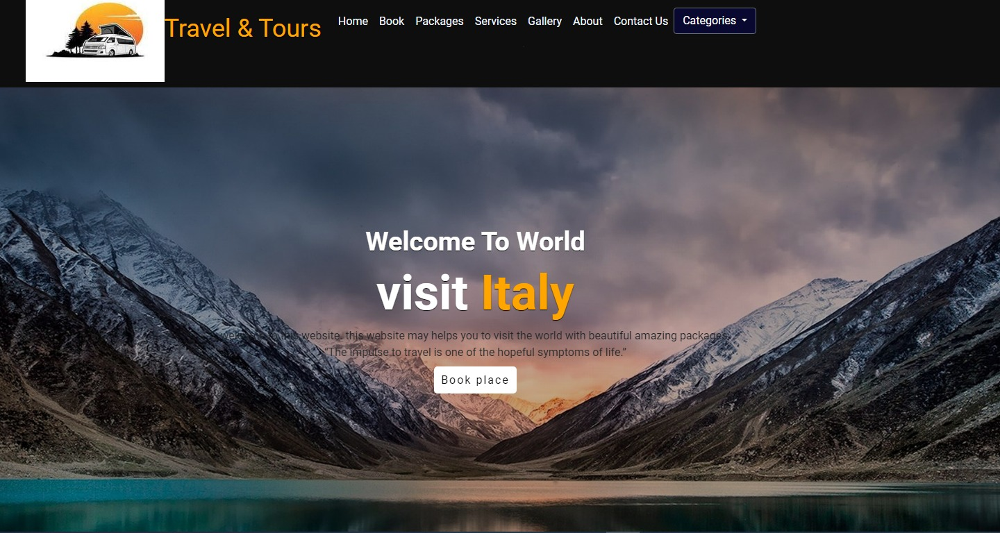 Travel & Tours
Home Book Packages Services Gallery About Contact Us Categories
Welcome To World
visit Italy
welcome to this website, this website may helps you to visit the world with beautiful amazing packages.
“The impulse to travel is one of the hopeful symptoms of life.”
Book place